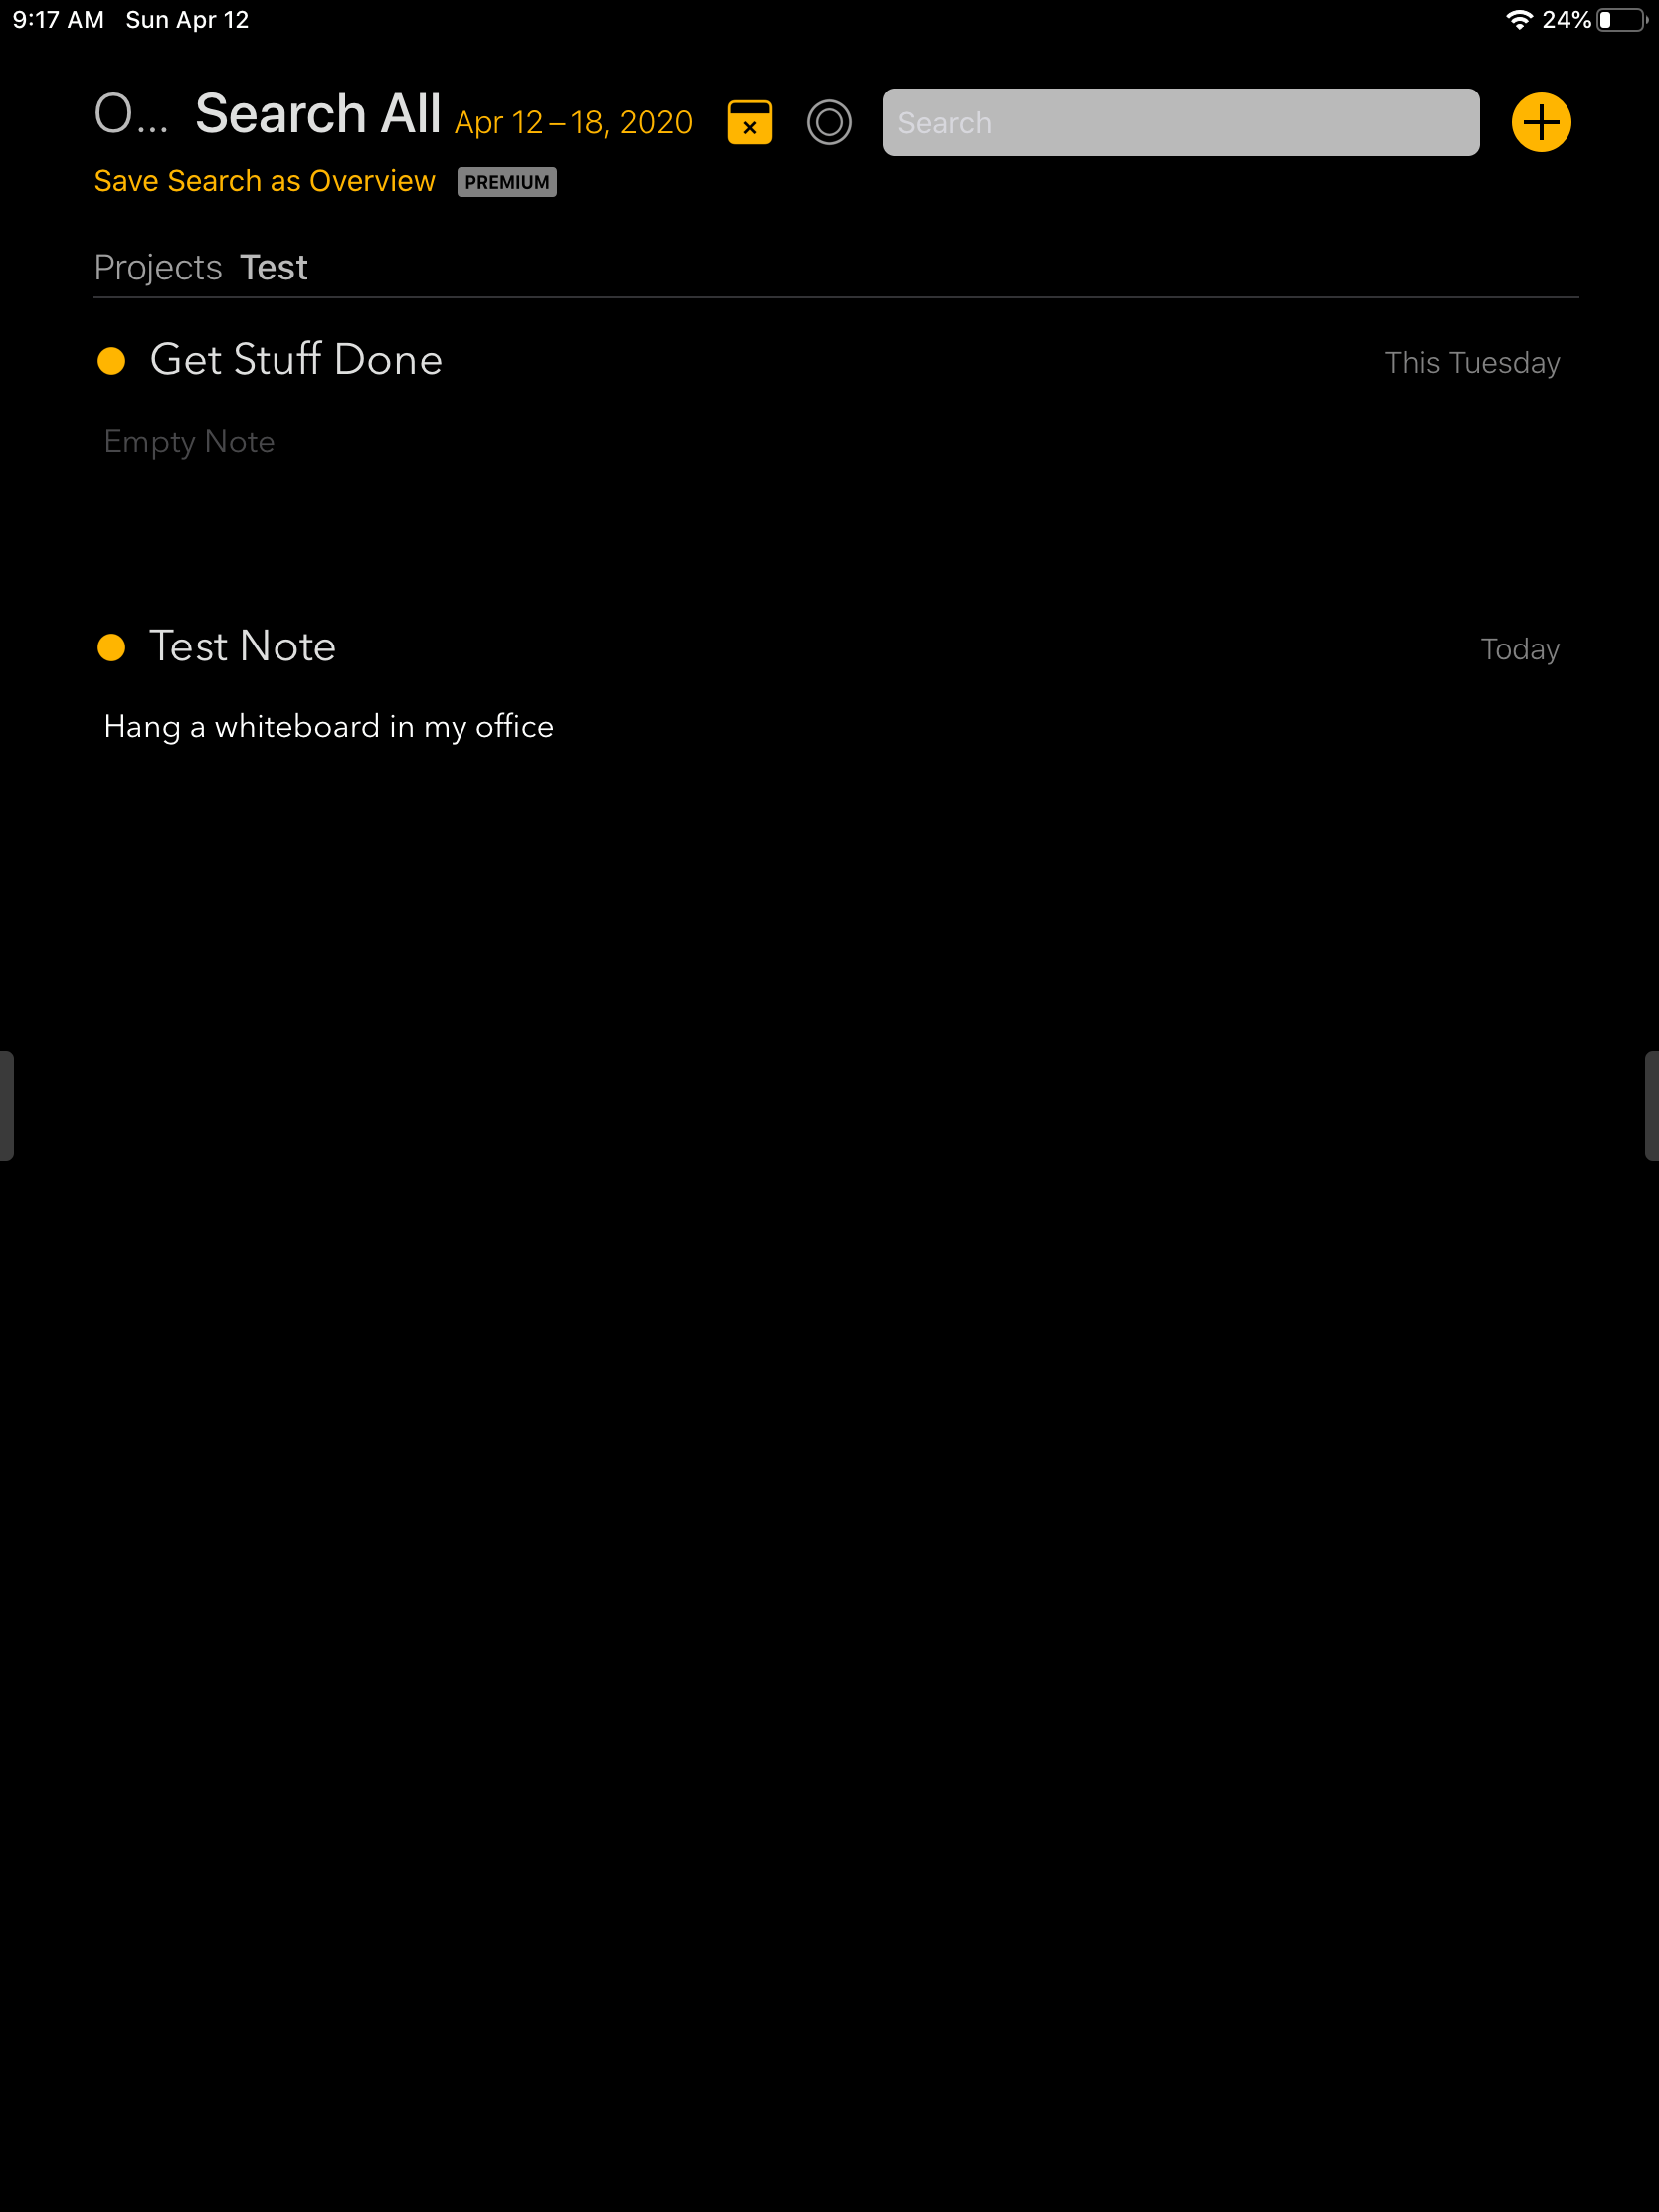 9:17 AM Sun Apr 12 24%
O... Search All Apr 12 – 18, 2020 Search
Save Search as Overview PREMIUM
Projects Test
Get Stuff Done This Tuesday
Empty Note
Test Note Today
Hang a whiteboard in my office